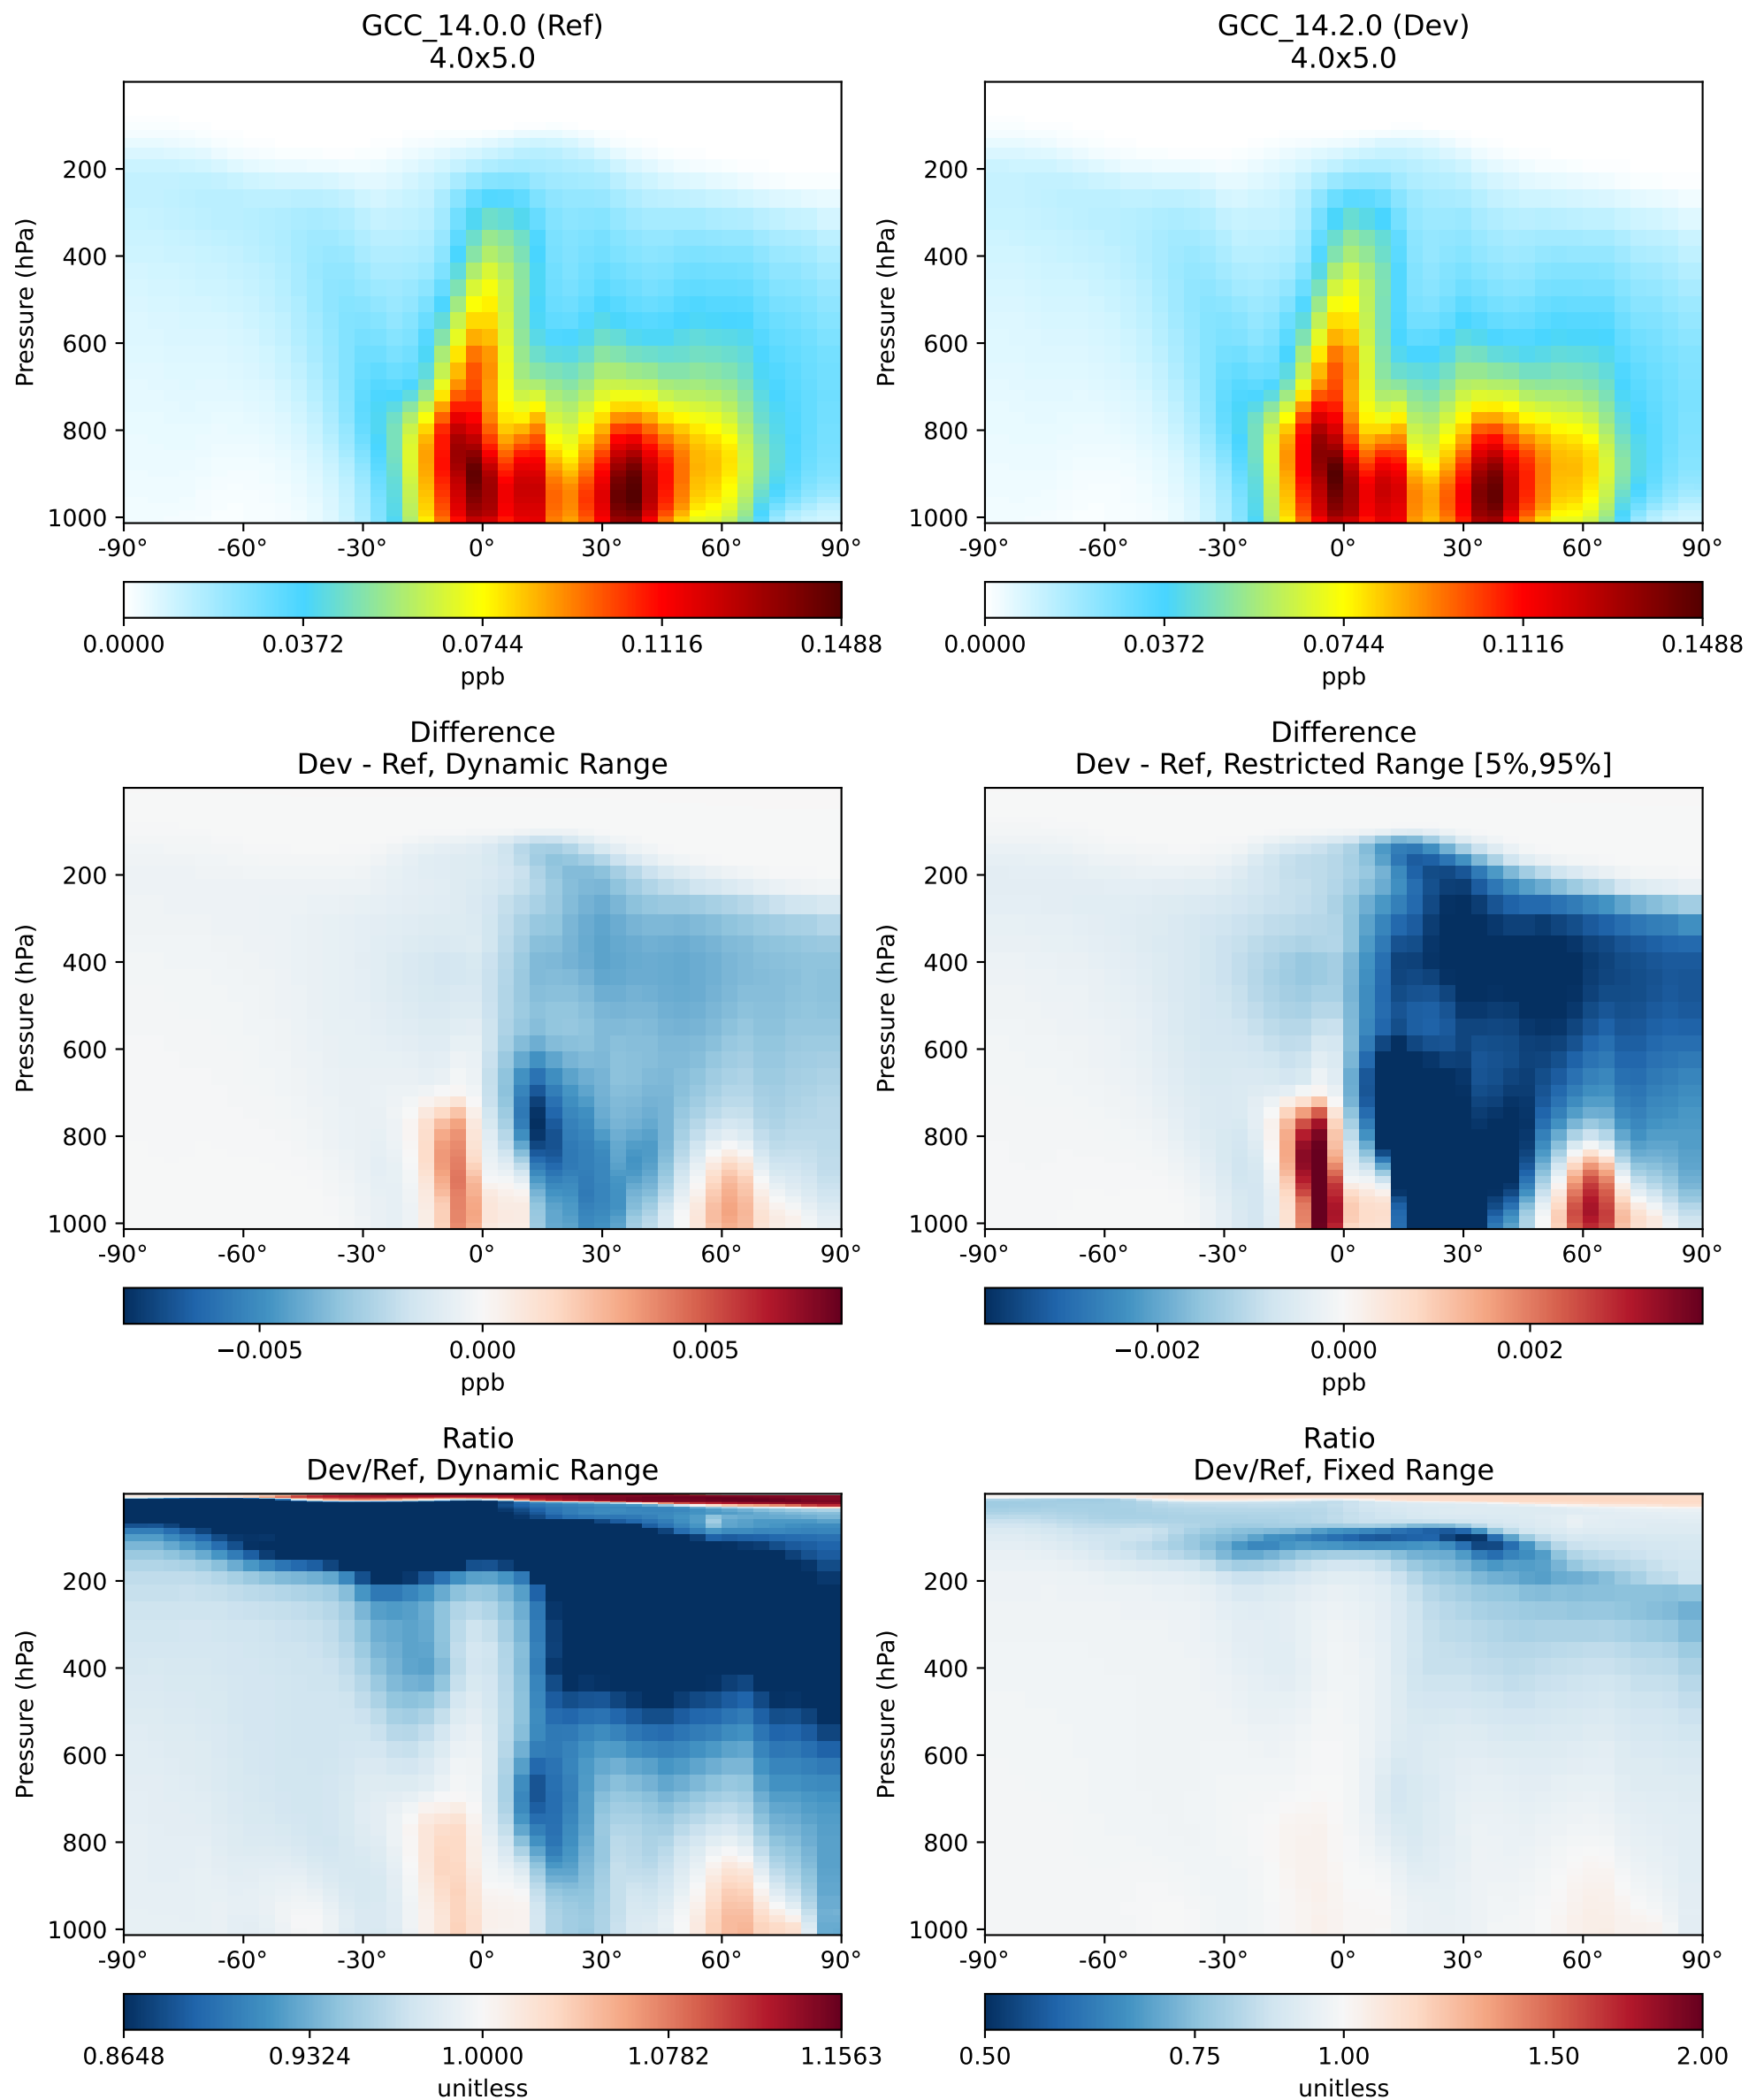 GCC_14.0.0 (Ref)
4.0x5.0
Pressure (hPa)
200
400
600
800
1000
-90° -60° -30° 0° 30° 60° 90°
0.0000 0.0372 0.0744 0.1116 0.1488
ppb
GCC_14.2.0 (Dev)
4.0x5.0
Pressure (hPa)
200
400
600
800
1000
-90° -60° -30° 0° 30° 60° 90°
0.0000 0.0372 0.0744 0.1116 0.1488
ppb
Difference
Dev - Ref, Dynamic Range
Pressure (hPa)
200
400
600
800
1000
-90° -60° -30° 0° 30° 60° 90°
−0.005 0.000 0.005
ppb
Difference
Dev - Ref, Restricted Range [5%,95%]
Pressure (hPa)
200
400
600
800
1000
-90° -60° -30° 0° 30° 60° 90°
−0.002 0.000 0.002
ppb
Ratio
Dev/Ref, Dynamic Range
Pressure (hPa)
200
400
600
800
1000
-90° -60° -30° 0° 30° 60° 90°
0.8648 0.9324 1.0000 1.0782 1.1563
unitless
Ratio
Dev/Ref, Fixed Range
Pressure (hPa)
200
400
600
800
1000
-90° -60° -30° 0° 30° 60° 90°
0.50 0.75 1.00 1.50 2.00
unitless